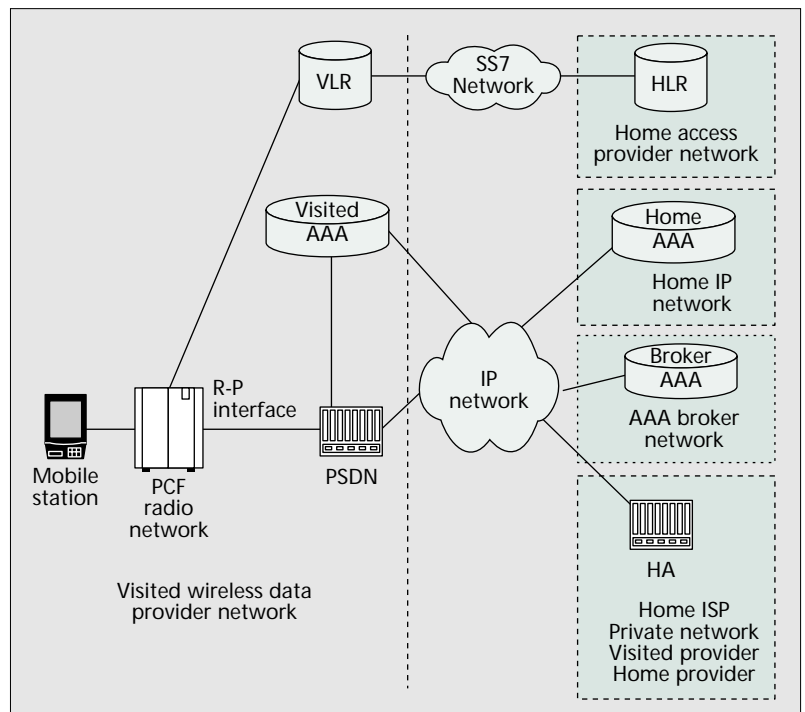 VLR
SS7
Network
HLR
Home access
provider network
Visited
AAA
Home
AAA
Home IP
network
IP
network
Broker
AAA
AAA broker
network
R-P
interface
Mobile
station
PCF
radio
network
PSDN
HA
Visited wireless data
provider network
Home ISP
Private network
Visited provider
Home provider